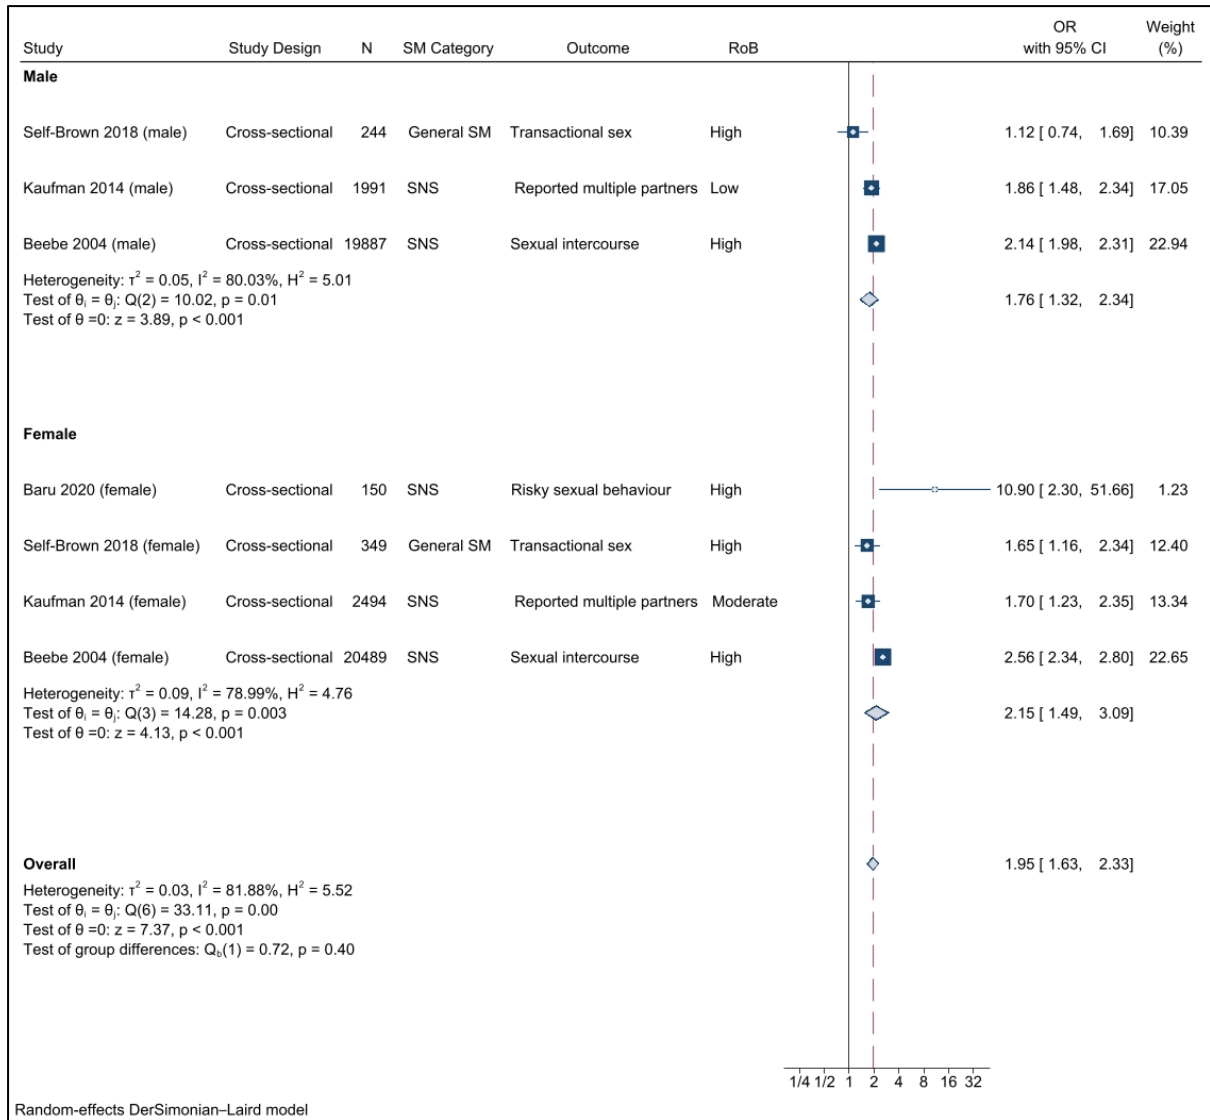 OR Weight
Study Study Design N SM Category Outcome RoB with 95% CI (%)
Male
Self-Brown 2018 (male) Cross-sectional 244 General SM Transactional sex High 1.12 [ 0.74, 1.69] 10.39
Kaufman 2014 (male) Cross-sectional 1991 SNS Reported multiple partners Low 1.86 [ 1.48, 2.34] 17.05
Beebe 2004 (male) Cross-sectional 19887 SNS Sexual intercourse High 2.14 [ 1.98, 2.31] 22.94
Heterogeneity: τ² = 0.05, I² = 80.03%, H² = 5.01
Test of θᵢ = θⱼ: Q(2) = 10.02, p = 0.01 1.76 [ 1.32, 2.34]
Test of θ =0: z = 3.89, p < 0.001
Female
Baru 2020 (female) Cross-sectional 150 SNS Risky sexual behaviour High 10.90 [ 2.30, 51.66] 1.23
Self-Brown 2018 (female) Cross-sectional 349 General SM Transactional sex High 1.65 [ 1.16, 2.34] 12.40
Kaufman 2014 (female) Cross-sectional 2494 SNS Reported multiple partners Moderate 1.70 [ 1.23, 2.35] 13.34
Beebe 2004 (female) Cross-sectional 20489 SNS Sexual intercourse High 2.56 [ 2.34, 2.80] 22.65
Heterogeneity: τ² = 0.09, I² = 78.99%, H² = 4.76
Test of θᵢ = θⱼ: Q(3) = 14.28, p = 0.003 2.15 [ 1.49, 3.09]
Test of θ =0: z = 4.13, p < 0.001
Overall 1.95 [ 1.63, 2.33]
Heterogeneity: τ² = 0.03, I² = 81.88%, H² = 5.52
Test of θᵢ = θⱼ: Q(6) = 33.11, p = 0.00
Test of θ =0: z = 7.37, p < 0.001
Test of group differences: Q_b(1) = 0.72, p = 0.40
1/4 1/2 1 2 4 8 16 32
Random-effects DerSimonian–Laird model